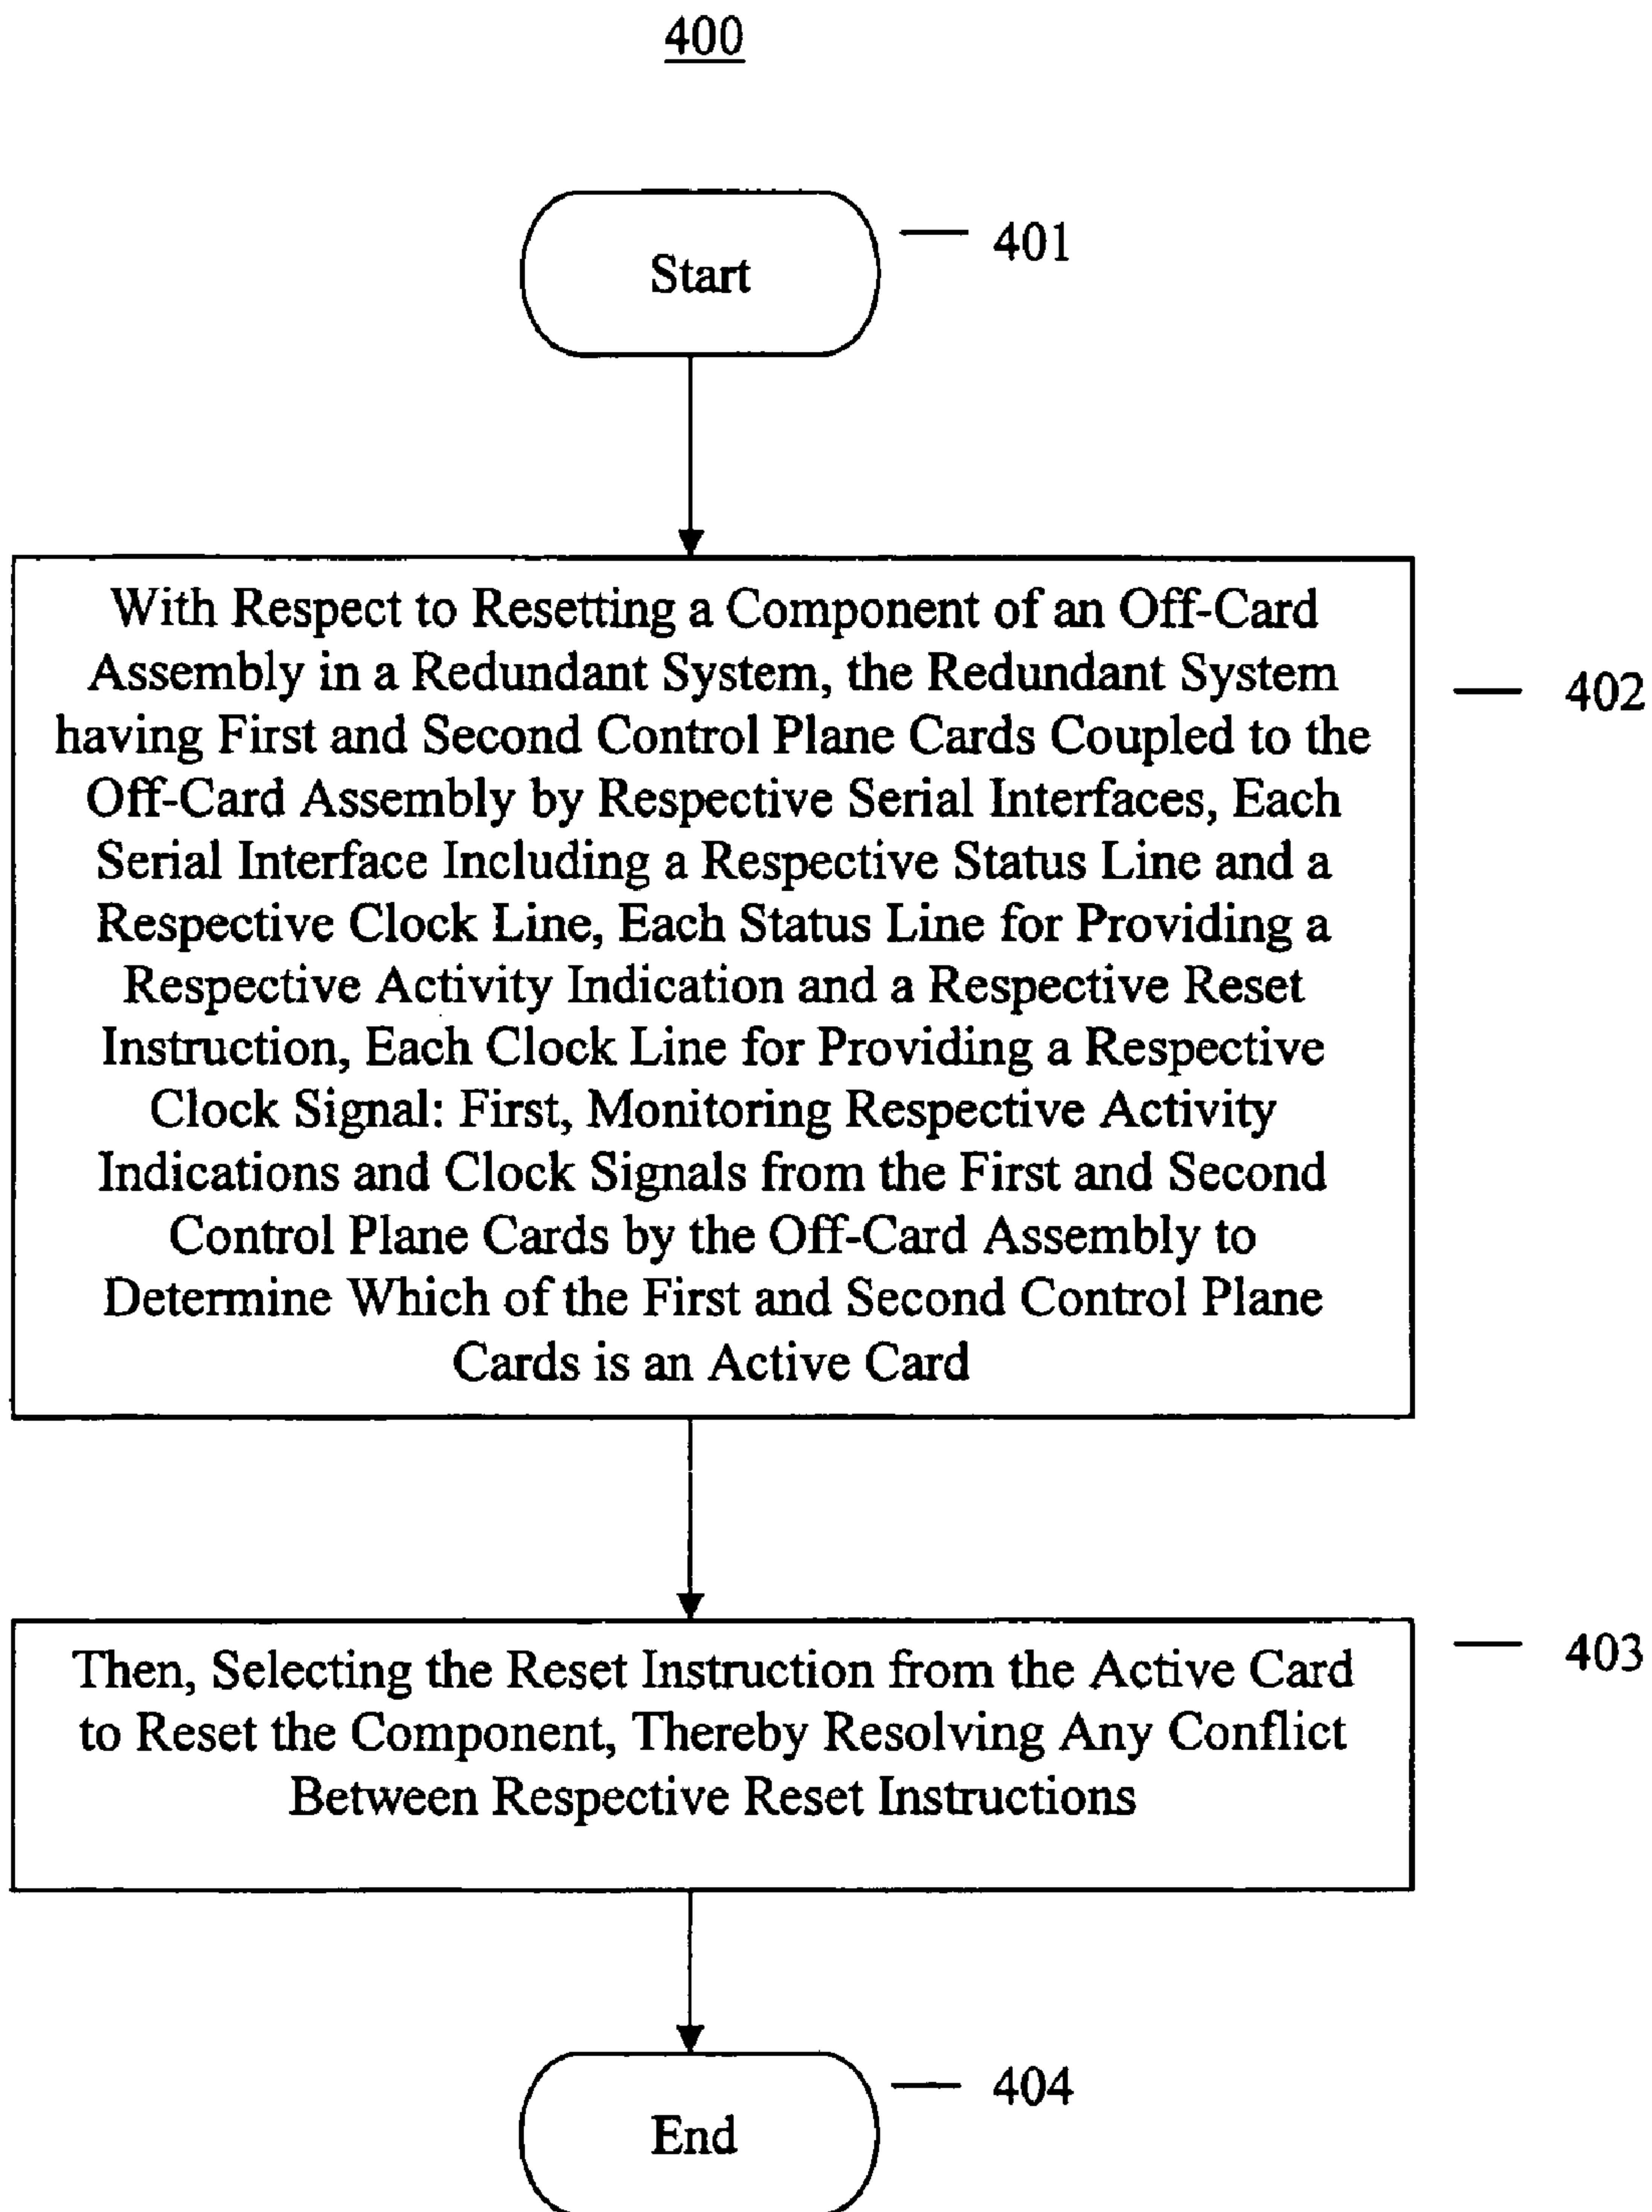 400
Start
401
With Respect to Resetting a Component of an Off-Card
Assembly in a Redundant System, the Redundant System
having First and Second Control Plane Cards Coupled to the
Off-Card Assembly by Respective Serial Interfaces, Each
Serial Interface Including a Respective Status Line and a
Respective Clock Line, Each Status Line for Providing a
Respective Activity Indication and a Respective Reset
Instruction, Each Clock Line for Providing a Respective
Clock Signal: First, Monitoring Respective Activity
Indications and Clock Signals from the First and Second
Control Plane Cards by the Off-Card Assembly to
Determine Which of the First and Second Control Plane
Cards is an Active Card
402
Then, Selecting the Reset Instruction from the Active Card
to Reset the Component, Thereby Resolving Any Conflict
Between Respective Reset Instructions
403
End
404